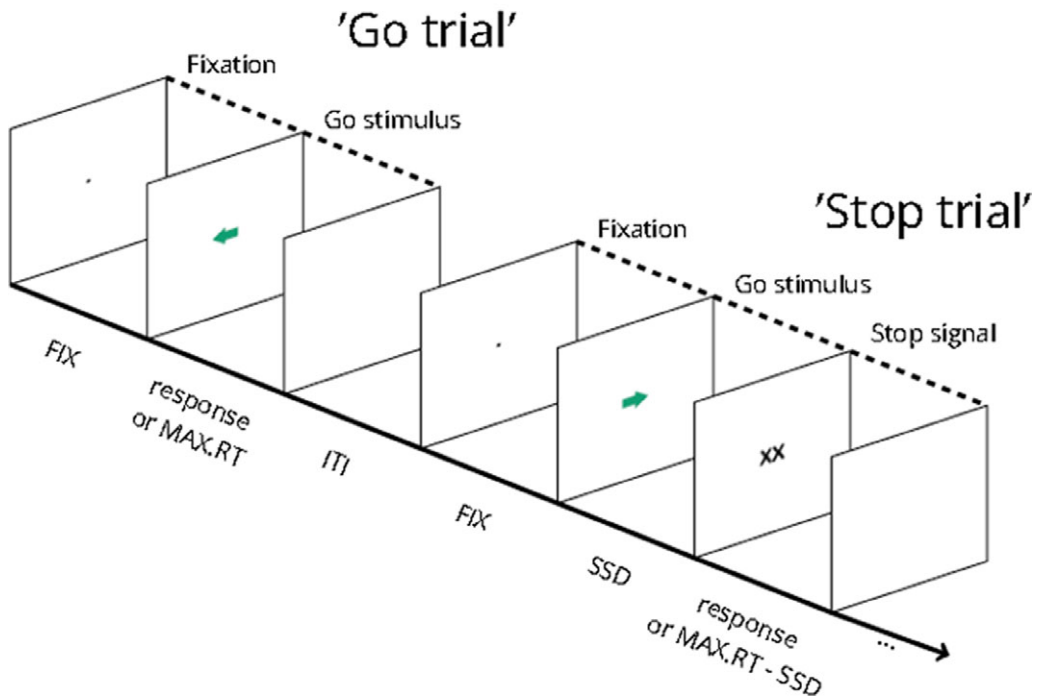 'Go trial'
Fixation
Go stimulus
'Stop trial'
Fixation
Go stimulus
Stop signal
XX
FIX
response
or MAX.RT
ITI
FIX
SSD
response
or MAX.RT - SSD
...